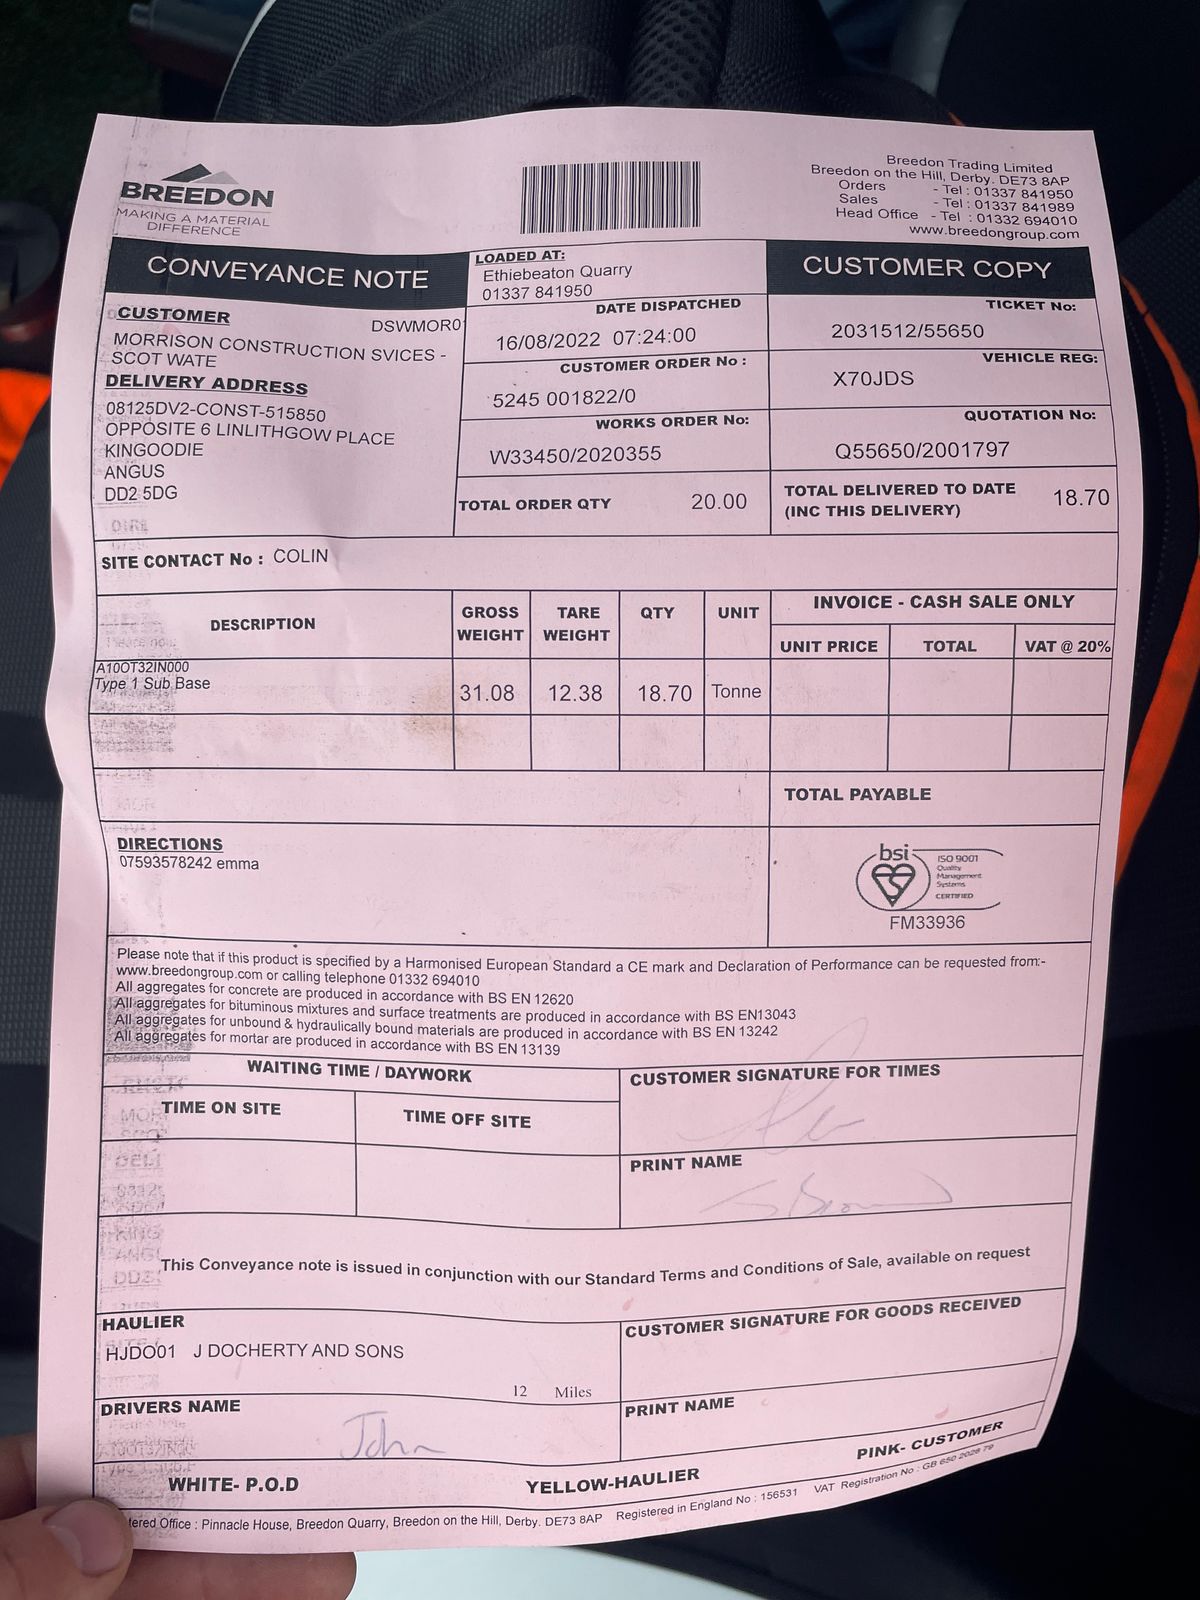 BREEDON
MAKING A MATERIAL
DIFFERENCE
Breedon Trading Limited
Breedon on the Hill, Derby. DE73 8AP
Orders - Tel : 01337 841950
Sales - Tel : 01337 841989
Head Office - Tel : 01332 694010
www.breedongroup.com
CONVEYANCE NOTE
LOADED AT:
Ethiebeaton Quarry
01337 841950
CUSTOMER COPY
CUSTOMER
DSWMOR01
MORRISON CONSTRUCTION SVICES -
SCOT WATE
DATE DISPATCHED
16/08/2022 07:24:00
TICKET No:
2031512/55650
DELIVERY ADDRESS
08125DV2-CONST-515850
OPPOSITE 6 LINLITHGOW PLACE
KINGOODIE
ANGUS
DD2 5DG
CUSTOMER ORDER No :
5245 001822/0
VEHICLE REG:
X70JDS
WORKS ORDER No:
W33450/2020355
QUOTATION No:
Q55650/2001797
TOTAL ORDER QTY 20.00
TOTAL DELIVERED TO DATE
(INC THIS DELIVERY)
18.70
SITE CONTACT No : COLIN
DESCRIPTION
GROSS
WEIGHT
TARE
WEIGHT
QTY
UNIT
INVOICE - CASH SALE ONLY
UNIT PRICE
TOTAL
VAT @ 20%
A10OT32IN000
Type 1 Sub Base
31.08
12.38
18.70
Tonne
TOTAL PAYABLE
DIRECTIONS
07593578242 emma
bsi
ISO 9001
Quality
Management
Systems
CERTIFIED
FM33936
Please note that if this product is specified by a Harmonised European Standard a CE mark and Declaration of Performance can be requested from:-
www.breedongroup.com or calling telephone 01332 694010
All aggregates for concrete are produced in accordance with BS EN 12620
All aggregates for bituminous mixtures and surface treatments are produced in accordance with BS EN13043
All aggregates for unbound & hydraulically bound materials are produced in accordance with BS EN 13242
All aggregates for mortar are produced in accordance with BS EN 13139
WAITING TIME / DAYWORK
CUSTOMER SIGNATURE FOR TIMES
TIME ON SITE
TIME OFF SITE
PRINT NAME
This Conveyance note is issued in conjunction with our Standard Terms and Conditions of Sale, available on request
HAULIER
HJDO01 J DOCHERTY AND SONS
12 Miles
CUSTOMER SIGNATURE FOR GOODS RECEIVED
DRIVERS NAME
John
PRINT NAME
WHITE- P.O.D
YELLOW-HAULIER
PINK- CUSTOMER
tered Office : Pinnacle House, Breedon Quarry, Breedon on the Hill, Derby. DE73 8AP Registered in England No : 156531 VAT Registration No : GB 650 2028 79